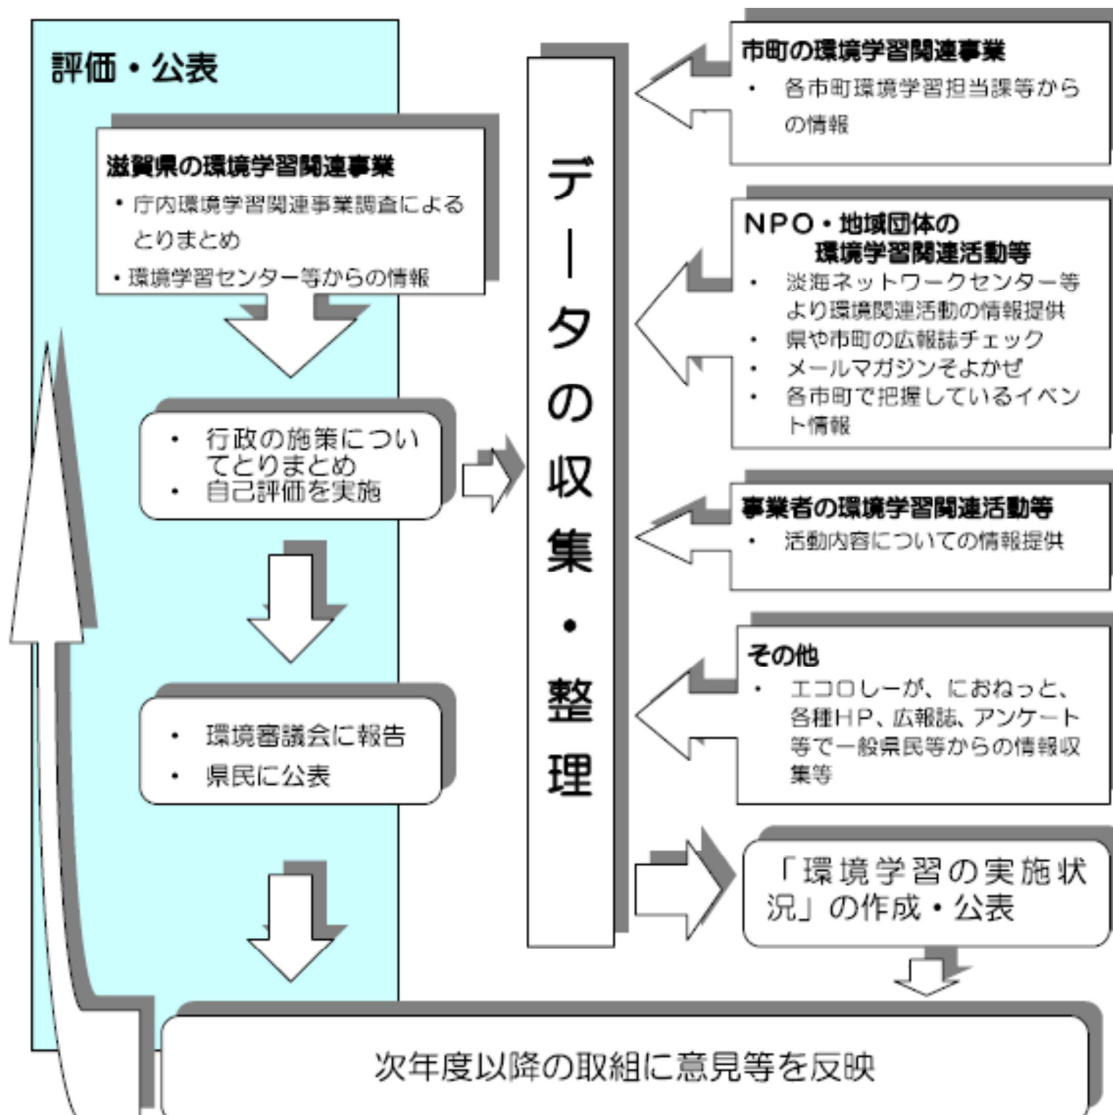 評価・公表
滋賀県の環境学習関連事業
・庁内環境学習関連事業調査による
とりまとめ
・環境学習センター等からの情報
・ 行政の施策につい
てとりまとめ
・ 自己評価を実施
・ 環境審議会に報告
・ 県民に公表
データの収集・整理
市町の環境学習関連事業
・ 各市町環境学習担当課等から
の情報
NPO・地域団体の
環境学習関連活動等
・ 淡海ネットワークセンター等
より環境関連活動の情報提供
・ 県や市町の広報誌チェック
・ メールマガジンそよかぜ
・ 各市町で把握しているイベン
ト情報
事業者の環境学習関連活動等
・ 活動内容についての情報提供
その他
・ エコロしーが、におねっと、
各種HP、広報誌、アンケート
等で一般県民等からの情報収
集等
「環境学習の実施状
況」の作成・公表
次年度以降の取組に意見等を反映